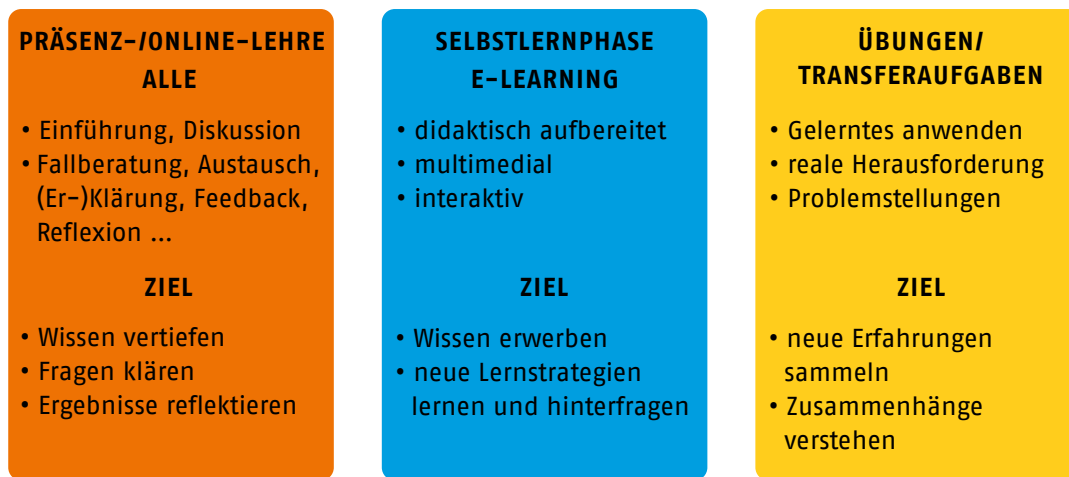 PRÄSENZ-/ONLINE-LEHRE
ALLE
• Einführung, Diskussion
• Fallberatung, Austausch,
(Er-)Klärung, Feedback,
Reflexion ...
ZIEL
• Wissen vertiefen
• Fragen klären
• Ergebnisse reflektieren
SELBSTLERNPHASE
E-LEARNING
• didaktisch aufbereitet
• multimedial
• interaktiv
ZIEL
• Wissen erwerben
• neue Lernstrategien
lernen und hinterfragen
ÜBUNGEN/
TRANSFERAUFGABEN
• Gelerntes anwenden
• reale Herausforderung
• Problemstellungen
ZIEL
• neue Erfahrungen
sammeln
• Zusammenhänge
verstehen